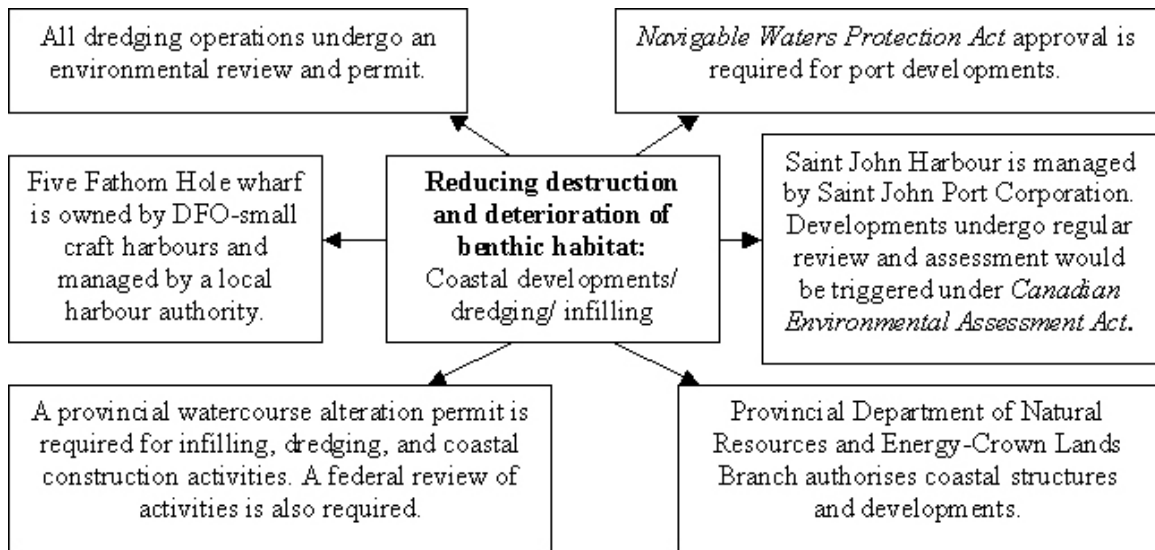 All dredging operations undergo an
environmental review and permit.
Navigable Waters Protection Act approval is
required for port developments.
Five Fathom Hole wharf
is owned by DFO-small
craft harbours and
managed by a local
harbour authority.
Reducing destruction
and deterioration of
benthic habitat:
Coastal developments/
dredging/ infilling
Saint John Harbour is managed
by Saint John Port Corporation.
Developments undergo regular
review and assessment would
be triggered under Canadian
Environmental Assessment Act.
A provincial watercourse alteration permit is
required for infilling, dredging, and coastal
construction activities. A federal review of
activities is also required.
Provincial Department of Natural
Resources and Energy-Crown Lands
Branch authorises coastal structures
and developments.